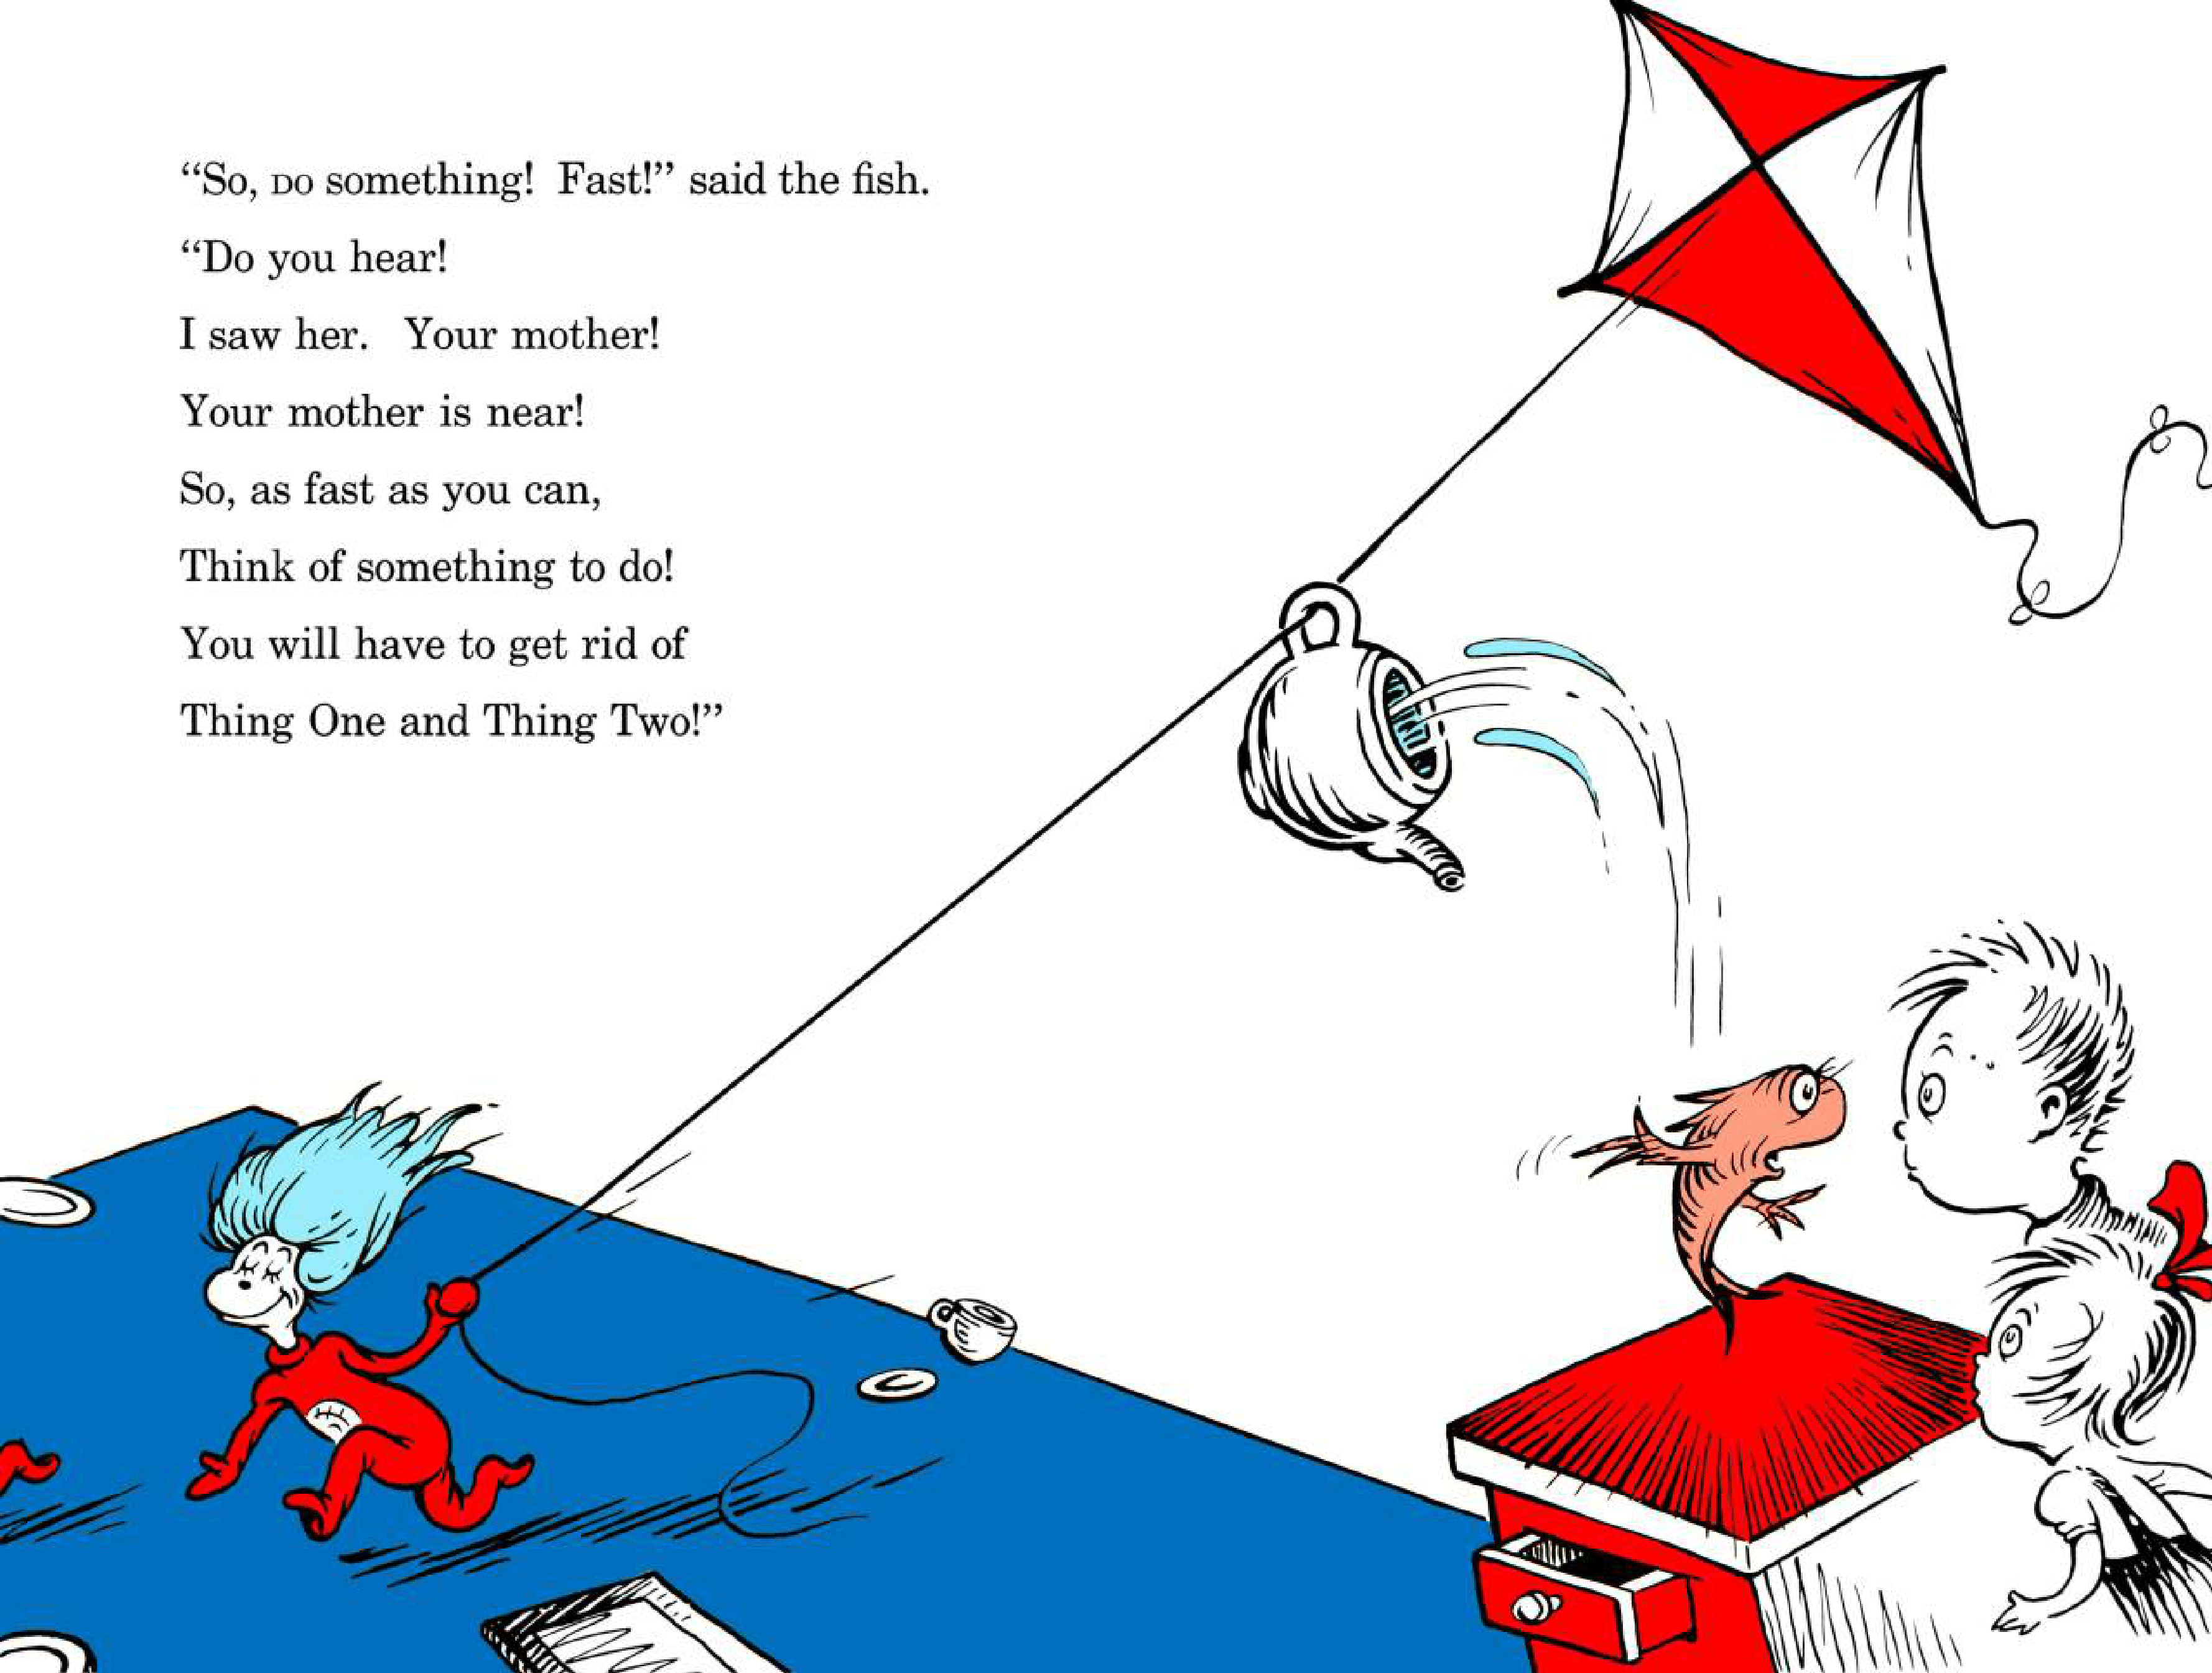 “So, DO something! Fast!” said the fish.
“Do you hear!
I saw her. Your mother!
Your mother is near!
So, as fast as you can,
Think of something to do!
You will have to get rid of
Thing One and Thing Two!”